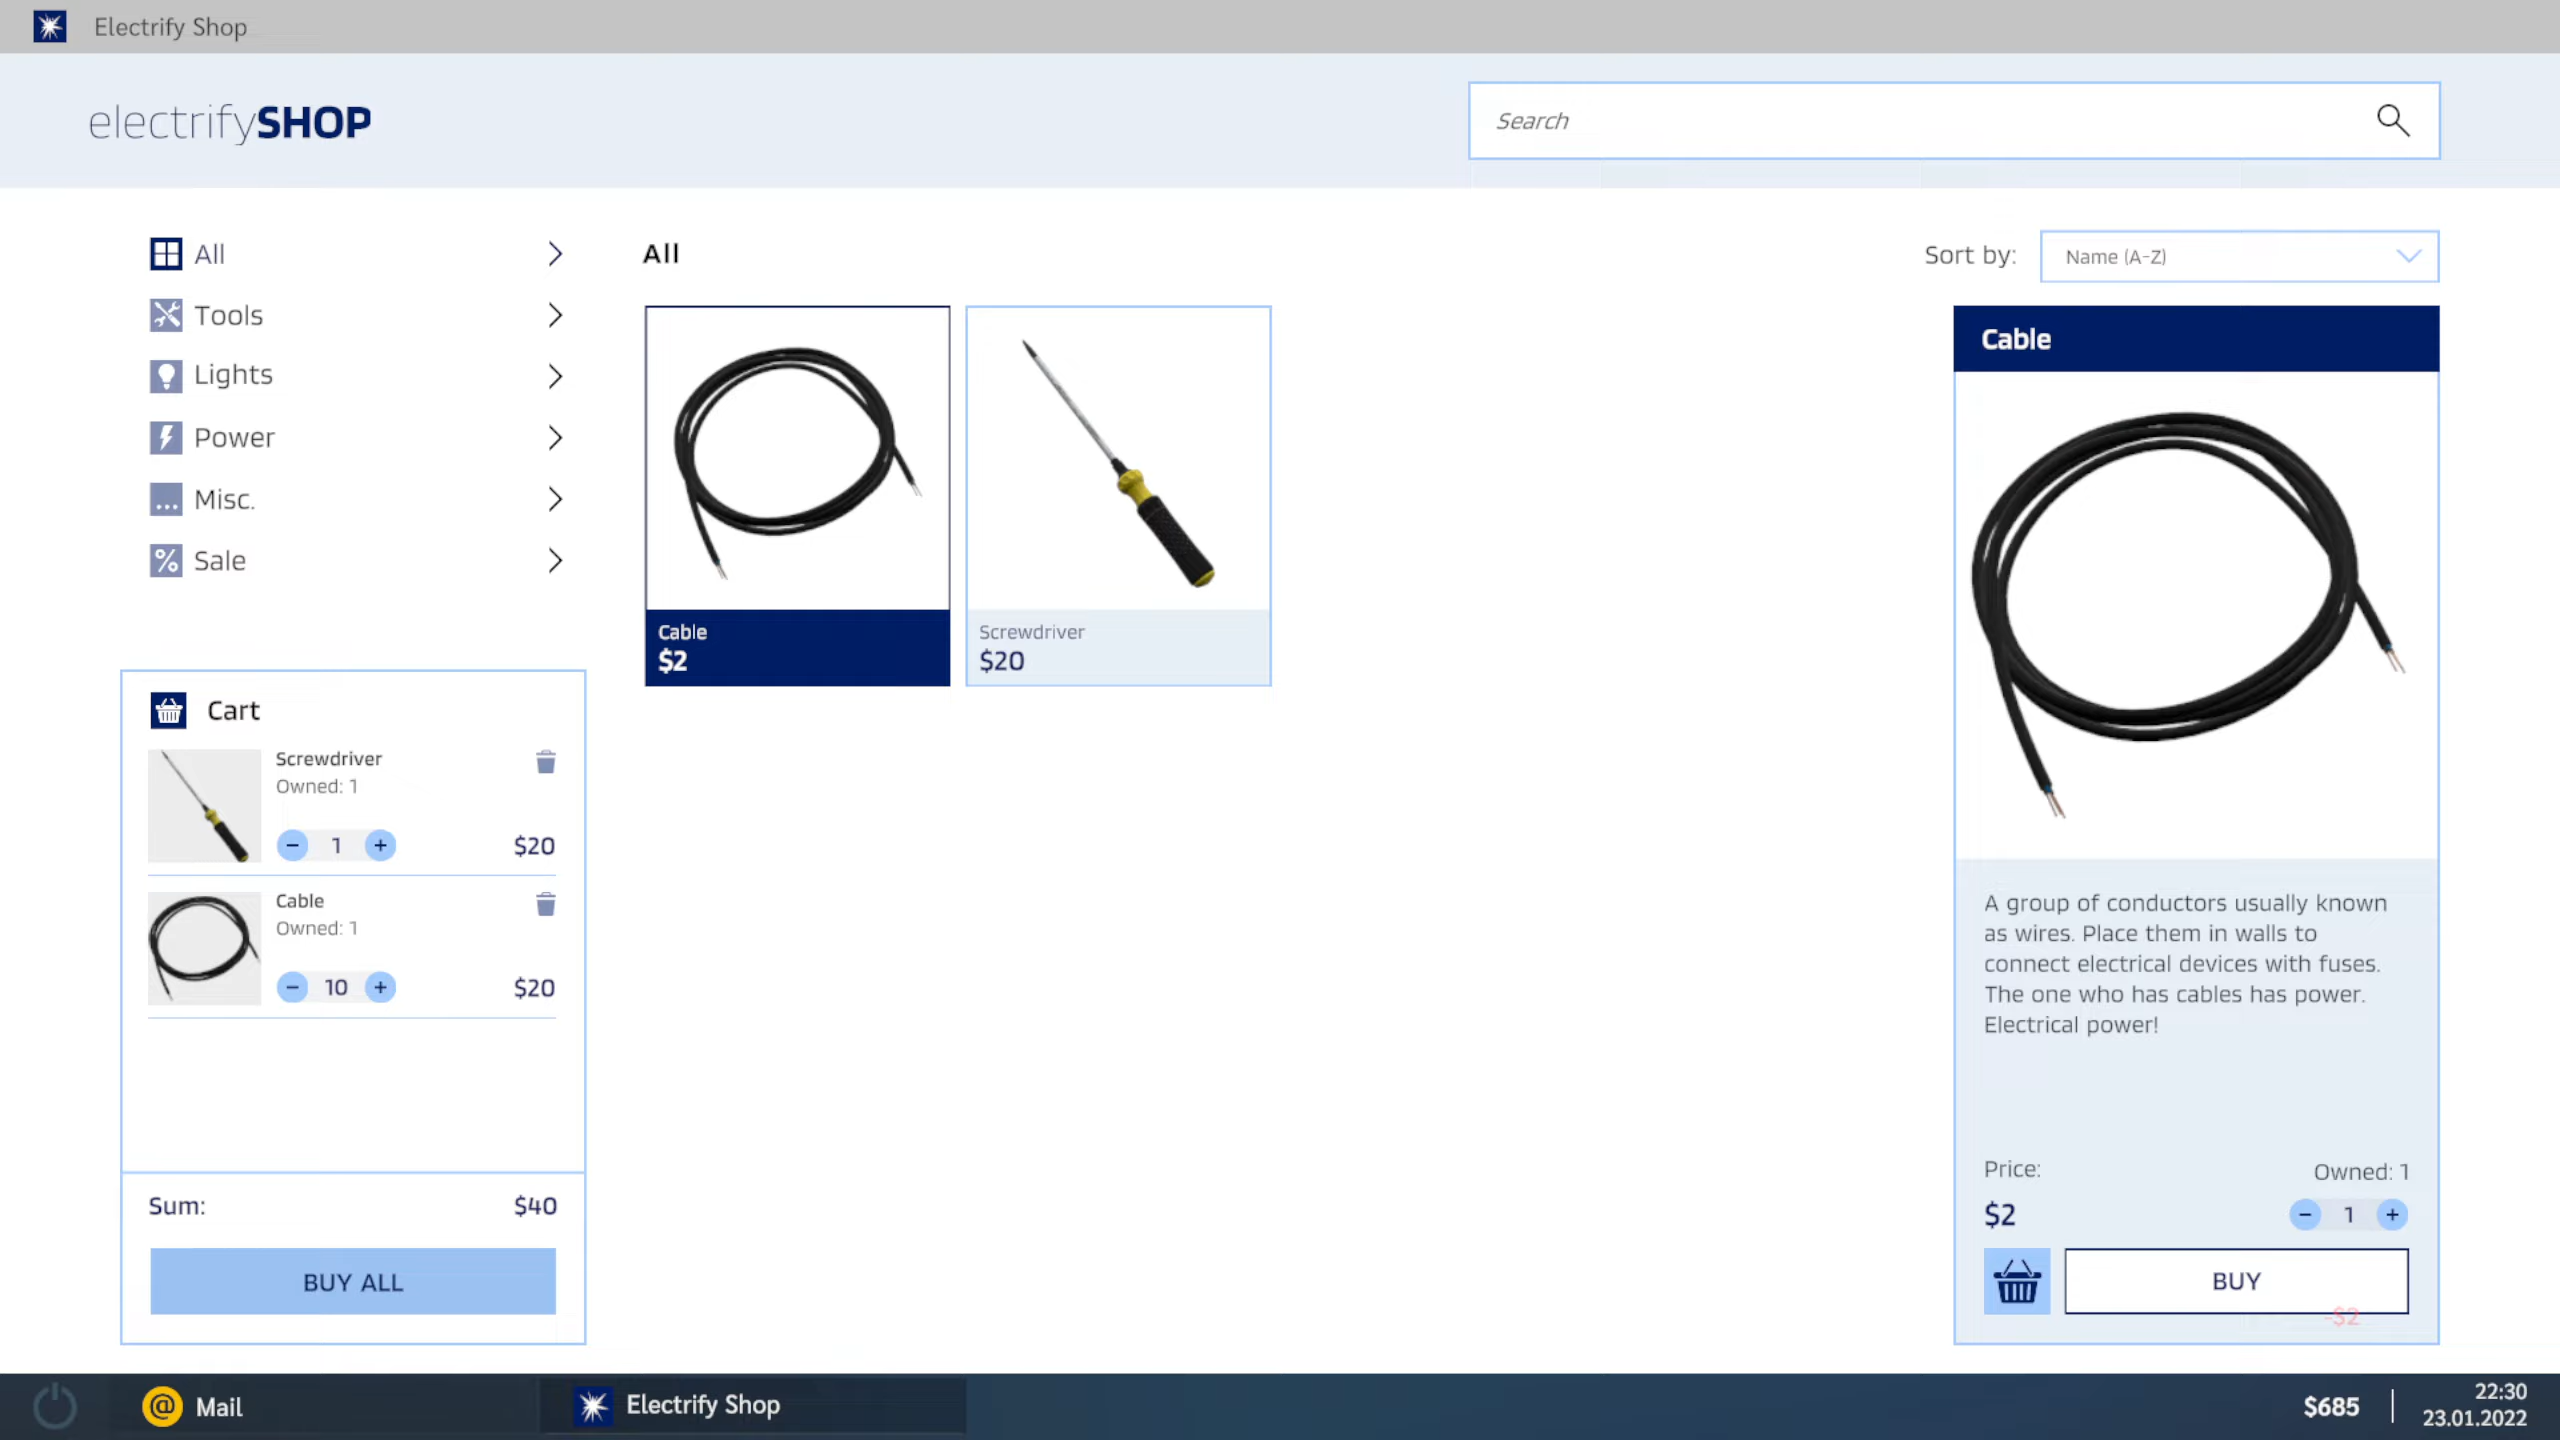 Electrify Shop
electrifySHOP
Search
All
Tools
Lights
Power
Misc.
Sale
All
Sort by:
Name (A-Z)
Cable
$2
Screwdriver
$20
Cart
Screwdriver
Owned: 1
- 1 +
$20
Cable
Owned: 1
- 10 +
$20
Sum:
$40
BUY ALL
Cable
A group of conductors usually known
as wires. Place them in walls to
connect electrical devices with fuses.
The one who has cables has power.
Electrical power!
Price:
Owned: 1
$2
- 1 +
BUY
-$2
Mail
Electrify Shop
$685
22:30
23.01.2022